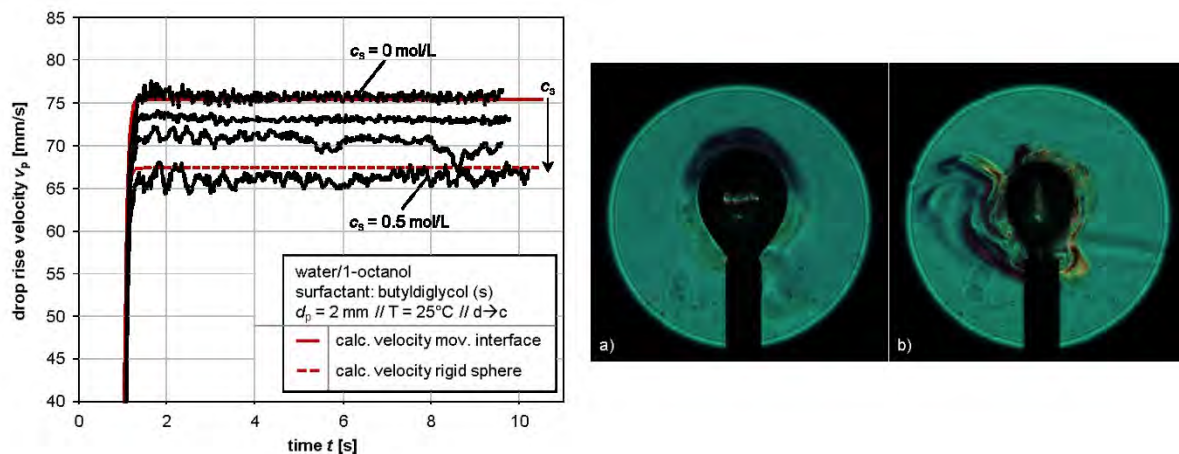 85
80
75
70
65
60
55
50
45
40
drop rise velocity vₚ [mm/s]
cₛ = 0 mol/L
cₛ
cₛ = 0.5 mol/L
water/1-octanol
surfactant: butyldiglycol (s)
dₚ = 2 mm // T = 25°C // d→c
calc. velocity mov. interface
calc. velocity rigid sphere
0 2 4 6 8 10
time t [s]
a)
b)